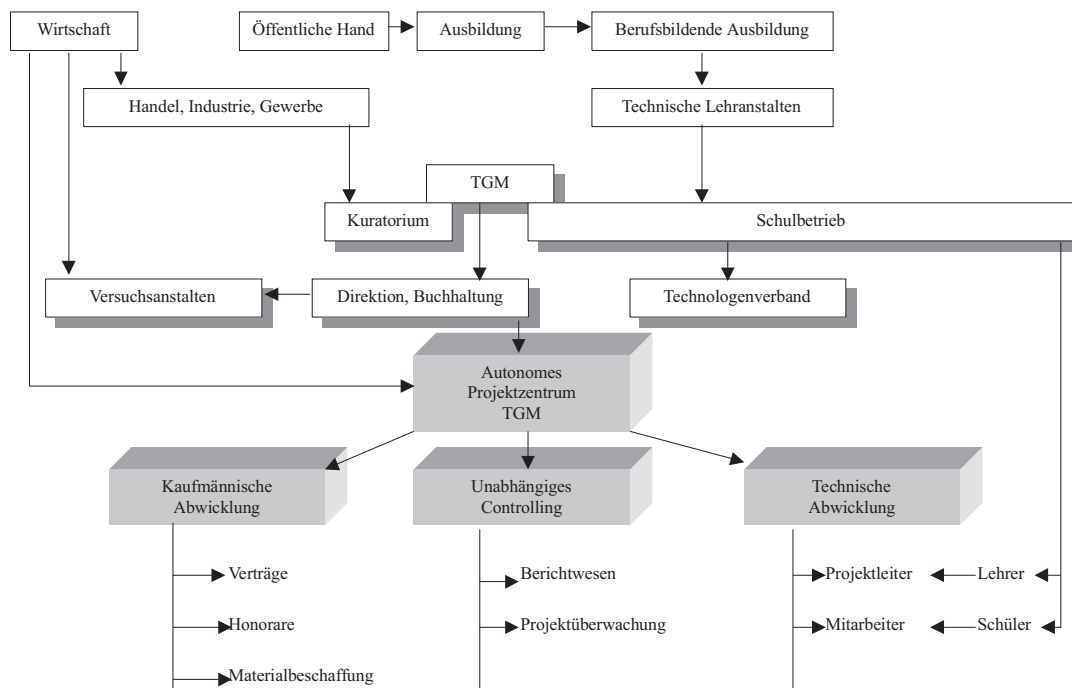 Wirtschaft
Öffentliche Hand
Ausbildung
Berufsbildende Ausbildung
Handel, Industrie, Gewerbe
Technische Lehranstalten
TGM
Kuratorium
Schulbetrieb
Versuchsanstalten
Direktion, Buchhaltung
Technologenverband
Autonomes
Projektzentrum
TGM
Kaufmännische
Abwicklung
Unabhängiges
Controlling
Technische
Abwicklung
Verträge
Honorare
Materialbeschaffung
Berichtwesen
Projektüberwachung
Projektleiter
Lehrer
Mitarbeiter
Schüler